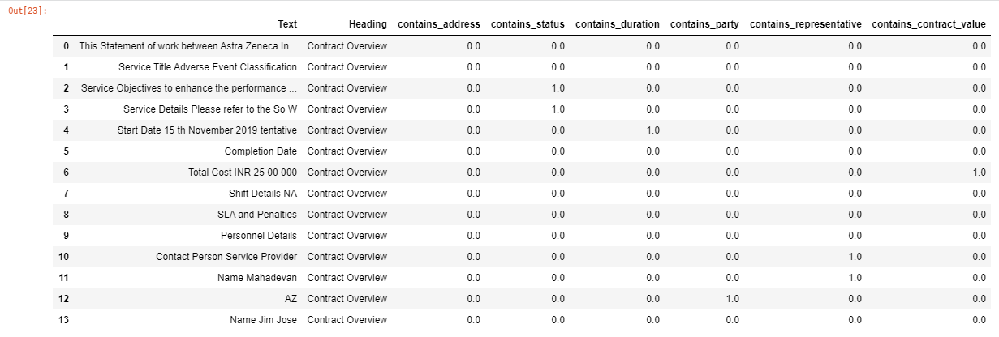 Out[23]:
Text Heading contains_address contains_status contains_duration contains_party contains_representative contains_contract_value
0 This Statement of work between Astra Zeneca In... Contract Overview 0.0 0.0 0.0 0.0 0.0 0.0
1 Service Title Adverse Event Classification Contract Overview 0.0 0.0 0.0 0.0 0.0 0.0
2 Service Objectives to enhance the performance ... Contract Overview 0.0 1.0 0.0 0.0 0.0 0.0
3 Service Details Please refer to the So W Contract Overview 0.0 1.0 0.0 0.0 0.0 0.0
4 Start Date 15 th November 2019 tentative Contract Overview 0.0 0.0 1.0 0.0 0.0 0.0
5 Completion Date Contract Overview 0.0 0.0 0.0 0.0 0.0 0.0
6 Total Cost INR 25 00 000 Contract Overview 0.0 0.0 0.0 0.0 0.0 1.0
7 Shift Details NA Contract Overview 0.0 0.0 0.0 0.0 0.0 0.0
8 SLA and Penalties Contract Overview 0.0 0.0 0.0 0.0 0.0 0.0
9 Personnel Details Contract Overview 0.0 0.0 0.0 0.0 0.0 0.0
10 Contact Person Service Provider Contract Overview 0.0 0.0 0.0 0.0 1.0 0.0
11 Name Mahadevan Contract Overview 0.0 0.0 0.0 0.0 1.0 0.0
12 AZ Contract Overview 0.0 0.0 0.0 1.0 0.0 0.0
13 Name Jim Jose Contract Overview 0.0 0.0 0.0 0.0 0.0 0.0